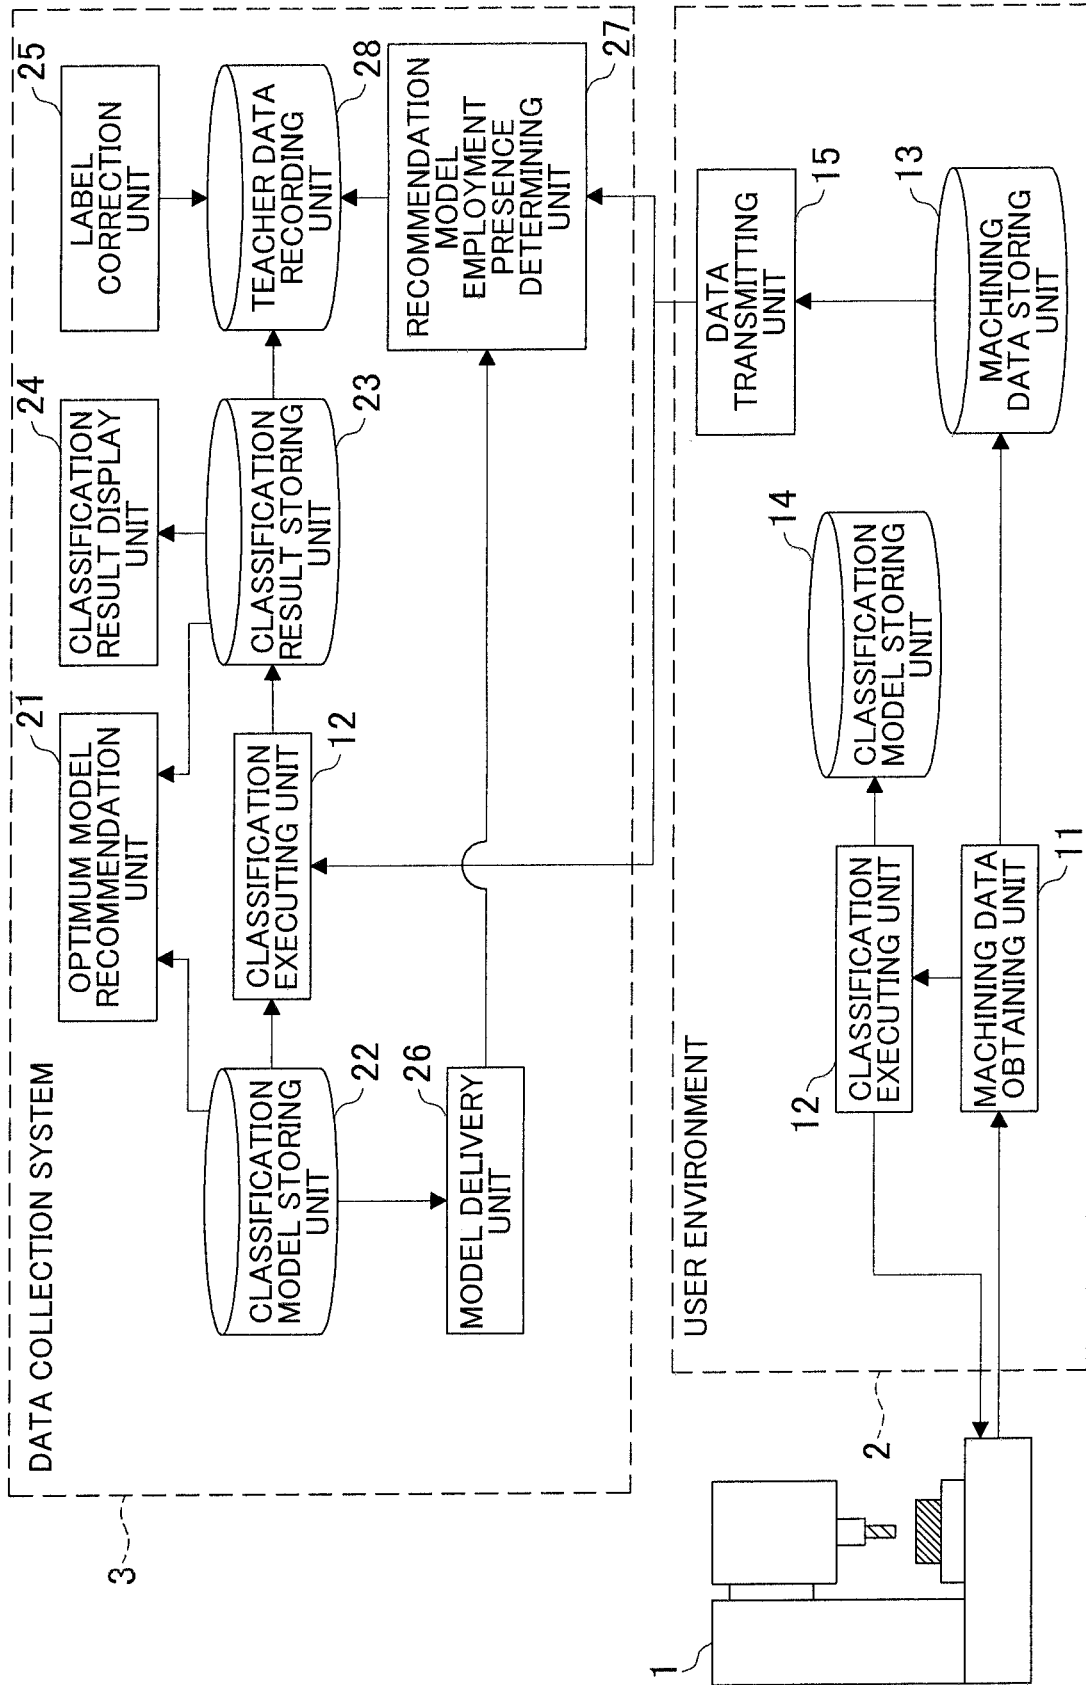 DATA COLLECTION SYSTEM
3
OPTIMUM MODEL
RECOMMENDATION
UNIT
21
CLASSIFICATION
RESULT DISPLAY
UNIT
24
LABEL
CORRECTION
UNIT
25
CLASSIFICATION
MODEL STORING
UNIT
22
CLASSIFICATION
EXECUTING UNIT
12
CLASSIFICATION
RESULT STORING
UNIT
23
TEACHER DATA
RECORDING
UNIT
28
MODEL DELIVERY
UNIT
26
RECOMMENDATION
MODEL
EMPLOYMENT
PRESENCE
DETERMINING
UNIT
27
USER ENVIRONMENT
2
DATA
TRANSMITTING
UNIT
15
CLASSIFICATION
EXECUTING UNIT
12
CLASSIFICATION
MODEL STORING
UNIT
14
MACHINING DATA
OBTAINING UNIT
11
MACHINING
DATA STORING
UNIT
13
1